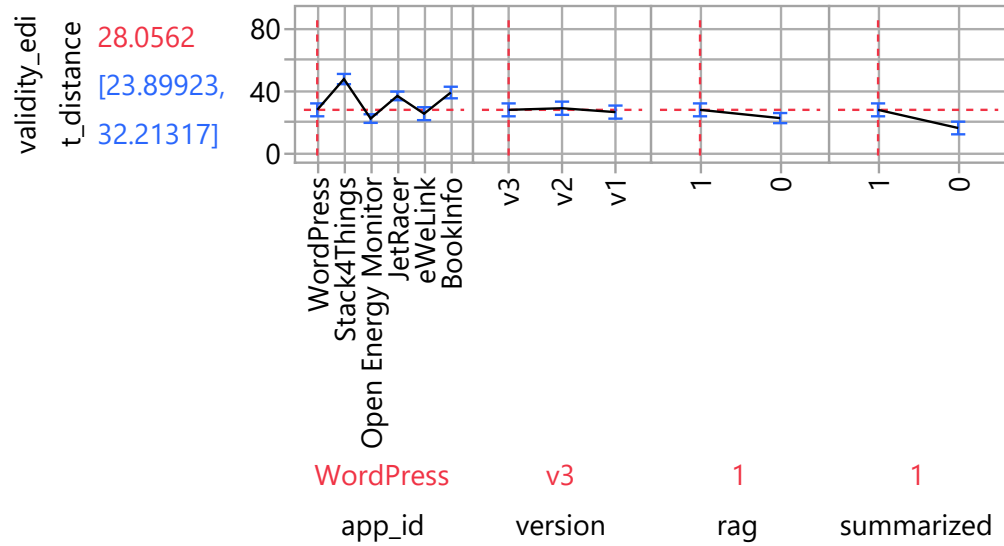 validity_edi
t_distance
28.0562
[23.89923,
32.21317]
80
40
0
WordPress
Stack4Things
Open Energy Monitor
JetRacer
eWeLink
BookInfo
v3
v2
v1
1
0
1
0
WordPress
v3
1
1
app_id
version
rag
summarized